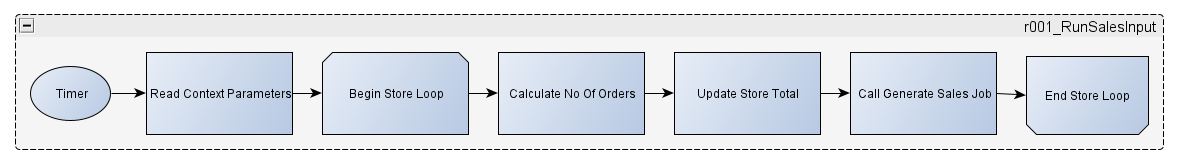 r001_RunSalesInput
Timer
Read Context Parameters
Begin Store Loop
Calculate No Of Orders
Update Store Total
Call Generate Sales Job
End Store Loop